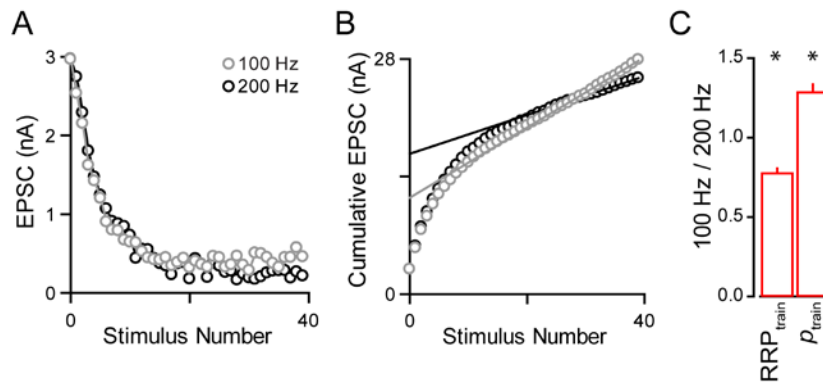 A
EPSC (nA)
3
2
1
0
100 Hz
200 Hz
0
40
Stimulus Number
B
Cumulative EPSC (nA)
28
0
0
40
Stimulus Number
C
100 Hz / 200 Hz
1.5
1.0
0.5
0.0
* *
RRPtrain
ptrain